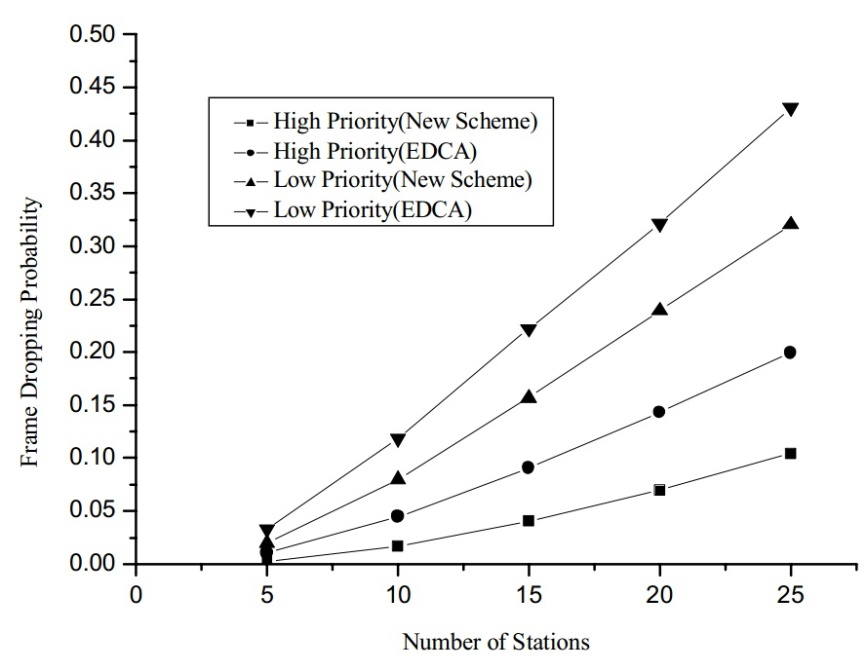 0.50
0.45
0.40
0.35
0.30
0.25
0.20
0.15
0.10
0.05
0.00
Frame Dropping Probability
High Priority(New Scheme)
High Priority(EDCA)
Low Priority(New Scheme)
Low Priority(EDCA)
0 5 10 15 20 25
Number of Stations